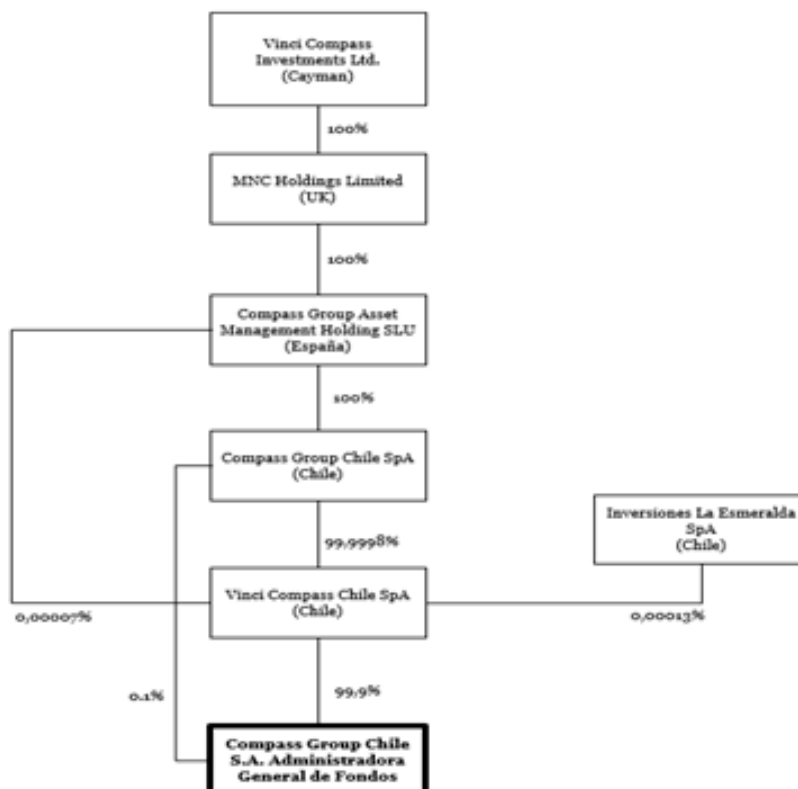 Vinci Compass
Investments Ltd.
(Cayman)
100%
MNC Holdings Limited
(UK)
100%
Compass Group Asset
Management Holding SLU
(España)
100%
Compass Group Chile SpA
(Chile)
Inversiones La Esmeralda
SpA
(Chile)
99,9998%
Vinci Compass Chile SpA
(Chile)
0,00007%
0,00013%
0.1%
99,9%
Compass Group Chile
S.A. Administradora
General de Fondos